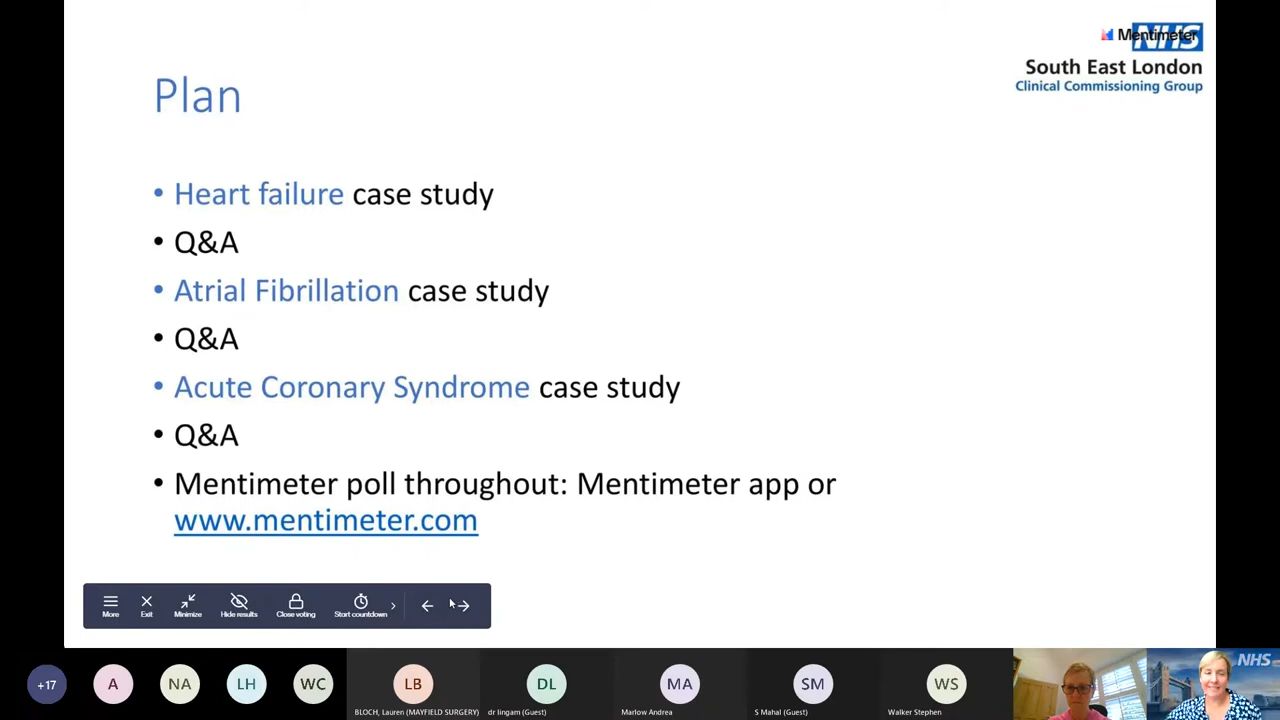 Mentimeter
NHS
South East London
Clinical Commissioning Group
Plan
• Heart failure case study
• Q&A
• Atrial Fibrillation case study
• Q&A
• Acute Coronary Syndrome case study
• Q&A
• Mentimeter poll throughout: Mentimeter app or
www.mentimeter.com
More Exit Minimize Hide results Close voting Start countdown
+17 A NA LH WC LB DL MA SM WS NHS
BLOCH, Lauren (MAYFIELD SURGERY) dr lingam (Guest) Marlow Andrea S Mahal (Guest) Walker Stephen